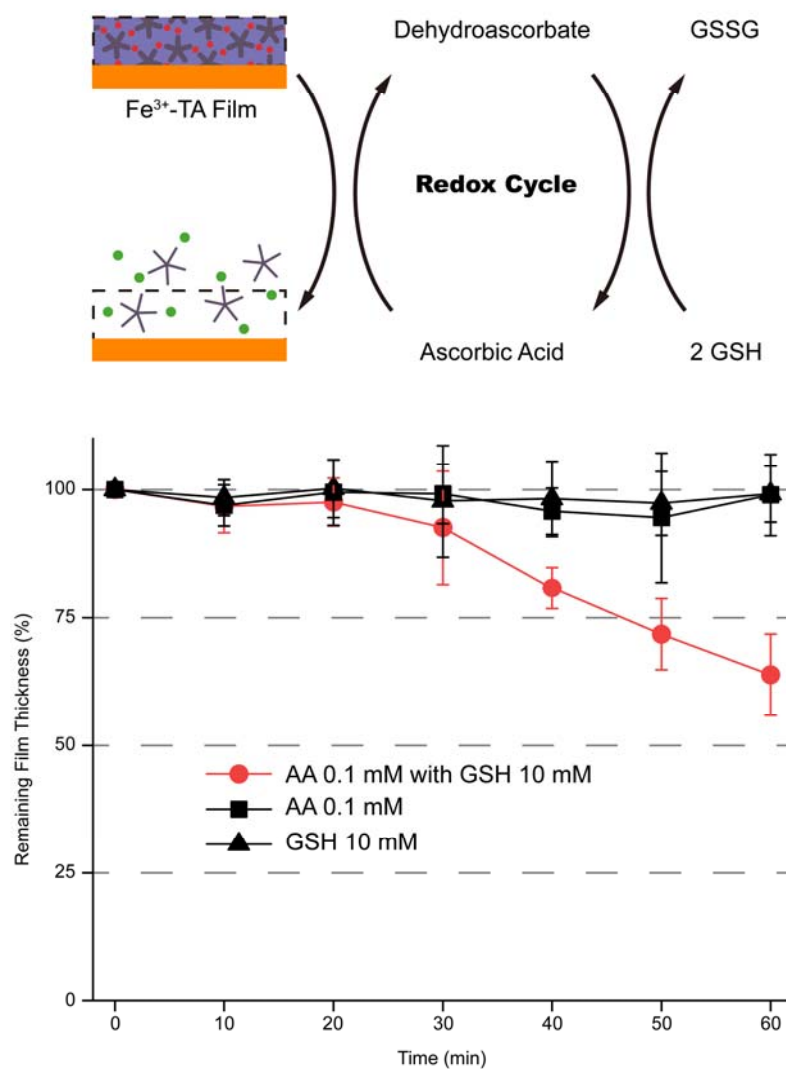 Dehydroascorbate
GSSG
Fe³⁺-TA Film
Redox Cycle
Ascorbic Acid
2 GSH
100
75
50
25
0
Remaining Film Thickness (%)
AA 0.1 mM with GSH 10 mM
AA 0.1 mM
GSH 10 mM
0 10 20 30 40 50 60
Time (min)